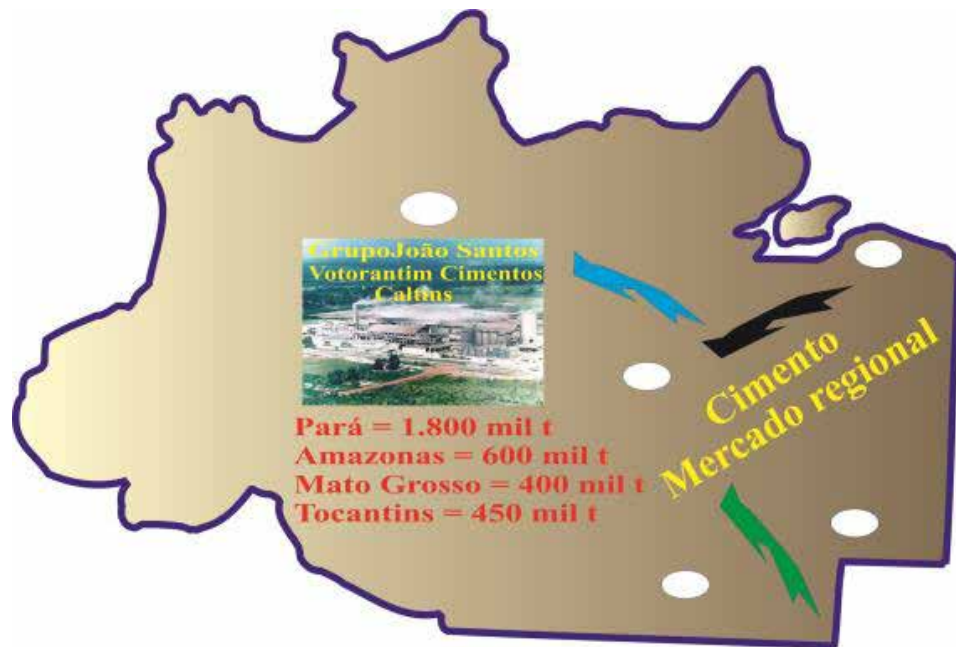 GrupoJoão Santos
Votorantim Cimentos
Caltins
Pará = 1.800 mil t
Amazonas = 600 mil t
Mato Grosso = 400 mil t
Tocantins = 450 mil t
Cimento
Mercado regional